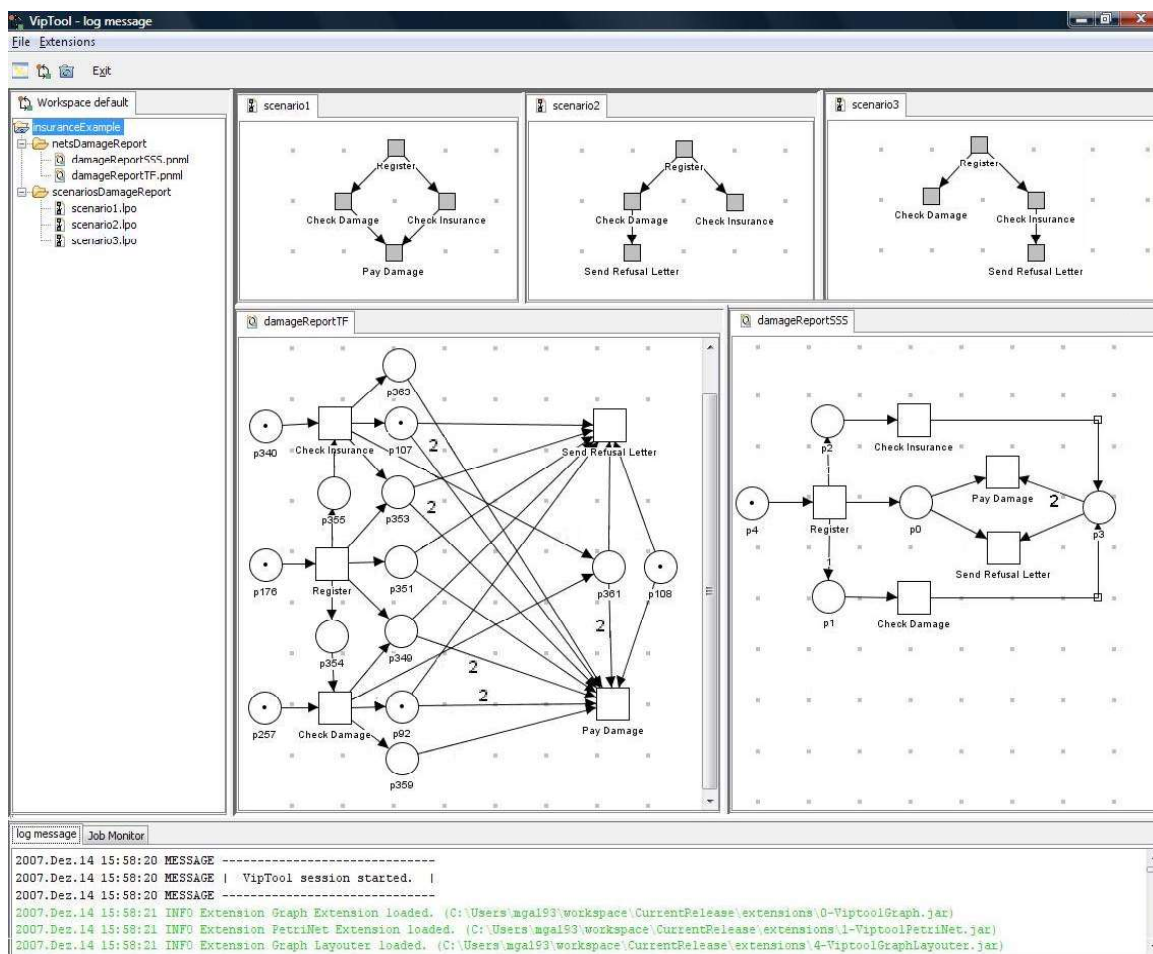 VipTool - log message
File Extensions
Exit
Workspace default
insuranceExample
netsDamageReport
damageReportSSS.pnml
damageReportTF.pnml
scenariosDamageReport
scenario1.lpo
scenario2.lpo
scenario3.lpo
scenario1
Register
Check Damage
Check Insurance
Pay Damage
scenario2
Register
Check Damage
Check Insurance
Send Refusal Letter
scenario3
Register
Check Damage
Check Insurance
Send Refusal Letter
damageReportTF
p363
p340
Check Insurance
p107
2
Send Refusal Letter
p355
p353
2
p176
Register
p351
p361
p108
p354
p349
2
2
2
p257
Check Damage
p92
Pay Damage
p359
damageReportSSS
p2
Check Insurance
Pay Damage
2
p4
Register
p0
p3
Send Refusal Letter
p1
Check Damage
log message
Job Monitor
2007.Dez.14 15:58:20 MESSAGE -------------------------------
2007.Dez.14 15:58:20 MESSAGE | VipTool session started. |
2007.Dez.14 15:58:20 MESSAGE -------------------------------
2007.Dez.14 15:58:21 INFO Extension Graph Extension loaded. (C:\Users\mga193\workspace\CurrentRelease\extensions\0-ViptoolGraph.jar)
2007.Dez.14 15:58:21 INFO Extension PetriNet Extension loaded. (C:\Users\mga193\workspace\CurrentRelease\extensions\1-ViptoolPetriNet.jar)
2007.Dez.14 15:58:21 INFO Extension Graph Layouter loaded. (C:\Users\mga193\workspace\CurrentRelease\extensions\4-ViptoolGraphLayouter.jar)